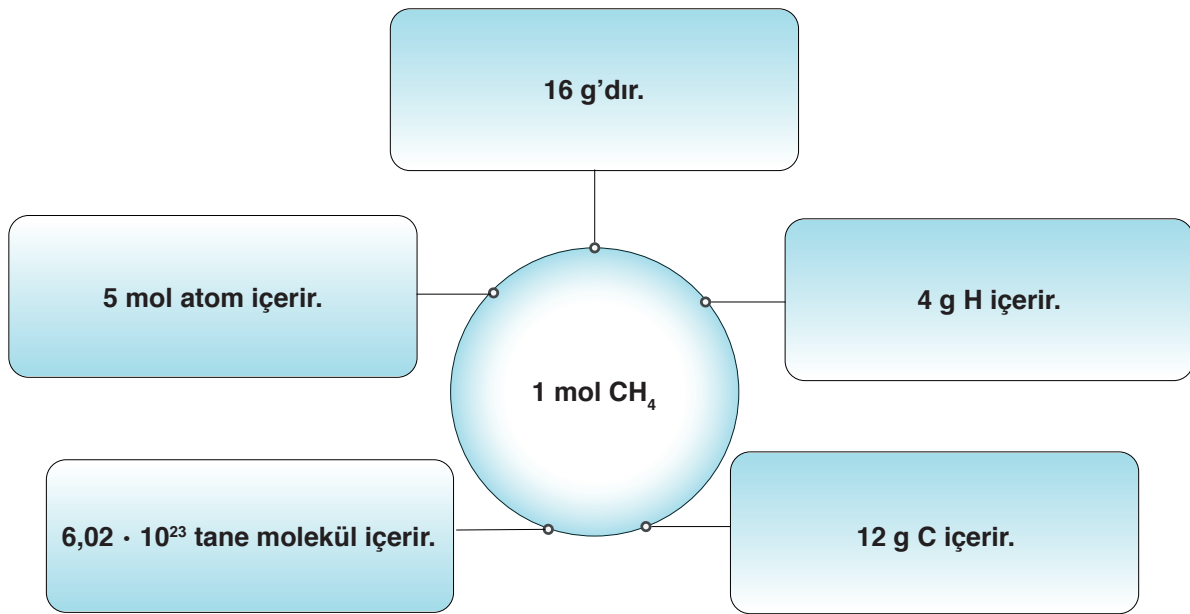 16 g’dır.
5 mol atom içerir.
4 g H içerir.
1 mol CH₄
6,02 · 10²³ tane molekül içerir.
12 g C içerir.